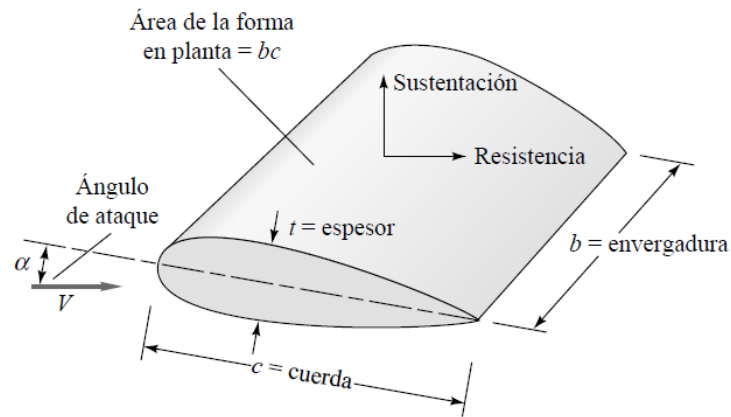 Área de la forma
en planta = bc
Sustentación
Resistencia
Ángulo
de ataque
t = espesor
b = envergadura
α
V
c = cuerda